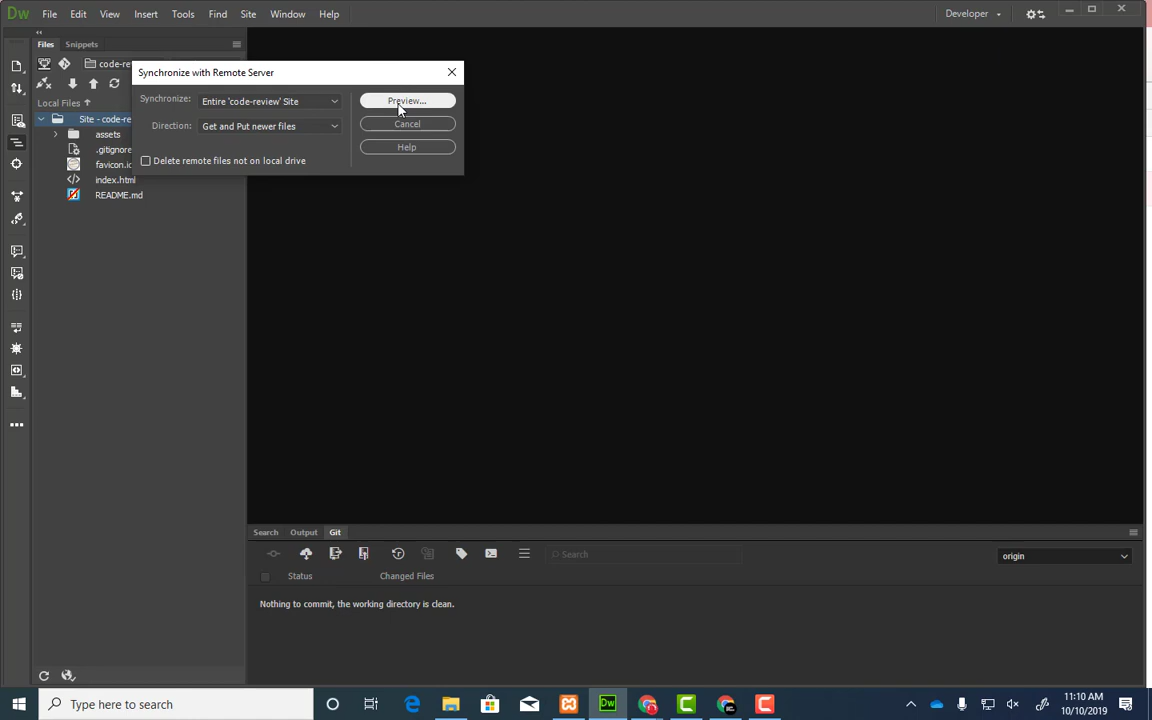 Dw File Edit View Insert Tools Find Site Window Help Developer
Files Snippets
code-re
Synchronize with Remote Server
Synchronize: Entire 'code-review' Site Preview...
Local Files
Direction: Get and Put newer files Cancel
Site - code-re
assets
Help
.gitignore
Delete remote files not on local drive
favicon.ic
index.html
README.md
Search Output Git
Search
origin
Status Changed Files
Nothing to commit, the working directory is clean.
Type here to search
Dw
11:10 AM
10/10/2019